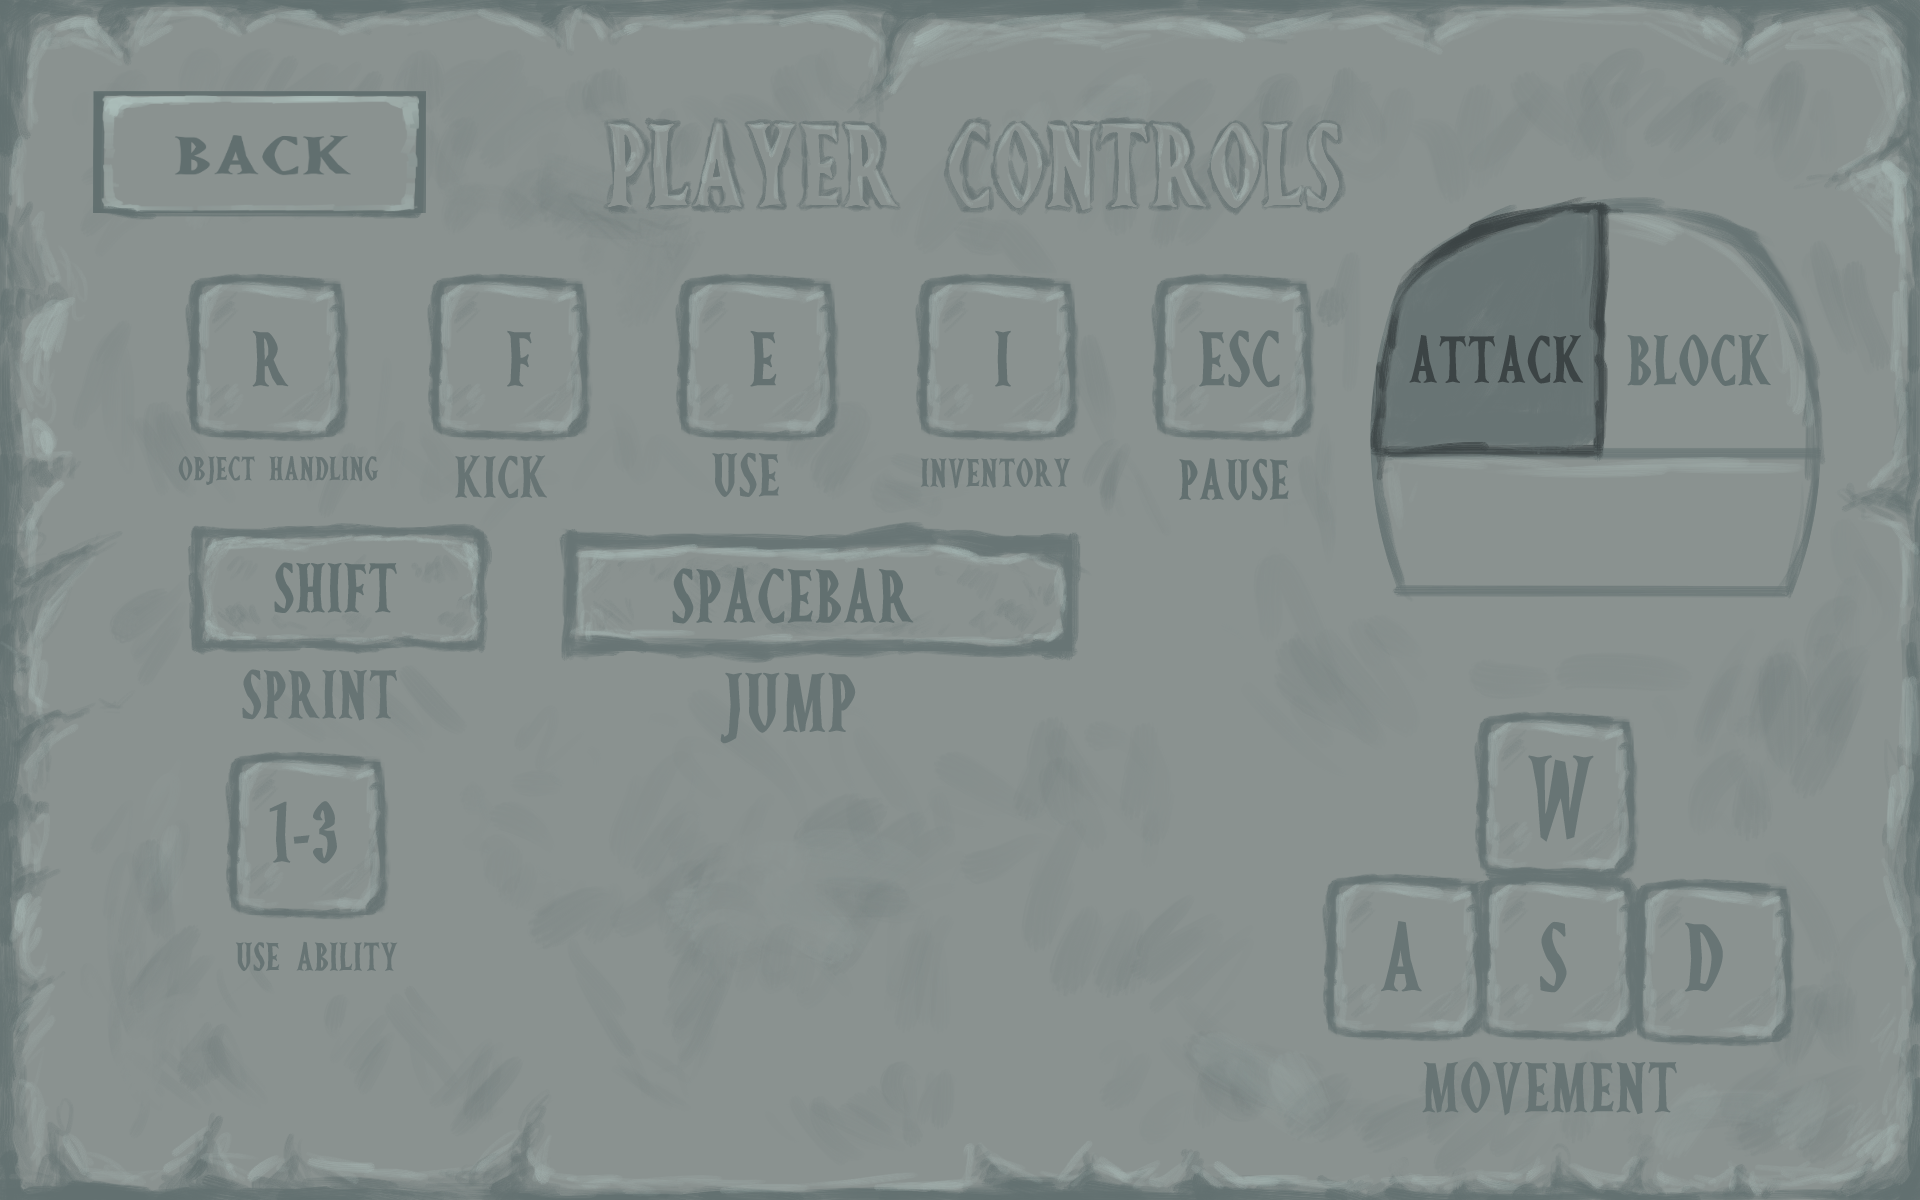 BACK
PLAYER CONTROLS
R
F
E
I
ESC
ATTACK
BLOCK
OBJECT HANDLING
KICK
USE
INVENTORY
PAUSE
SHIFT
SPACEBAR
SPRINT
JUMP
1-3
USE ABILITY
W
A
S
D
MOVEMENT